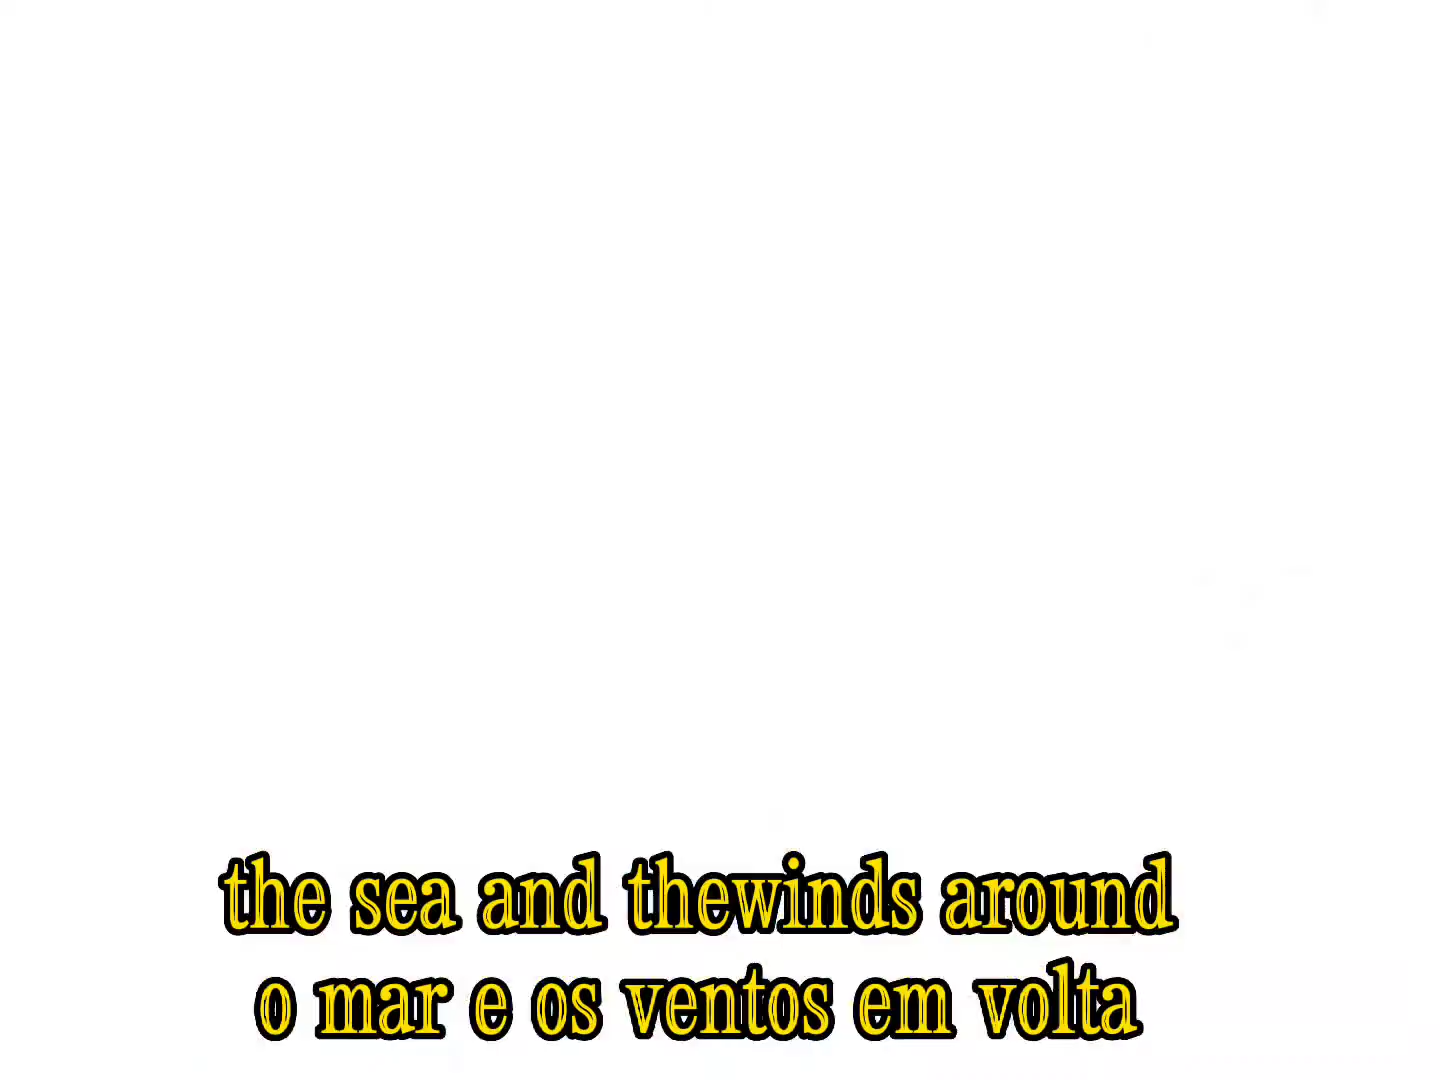 the sea and thewinds around
o mar e os ventos em volta